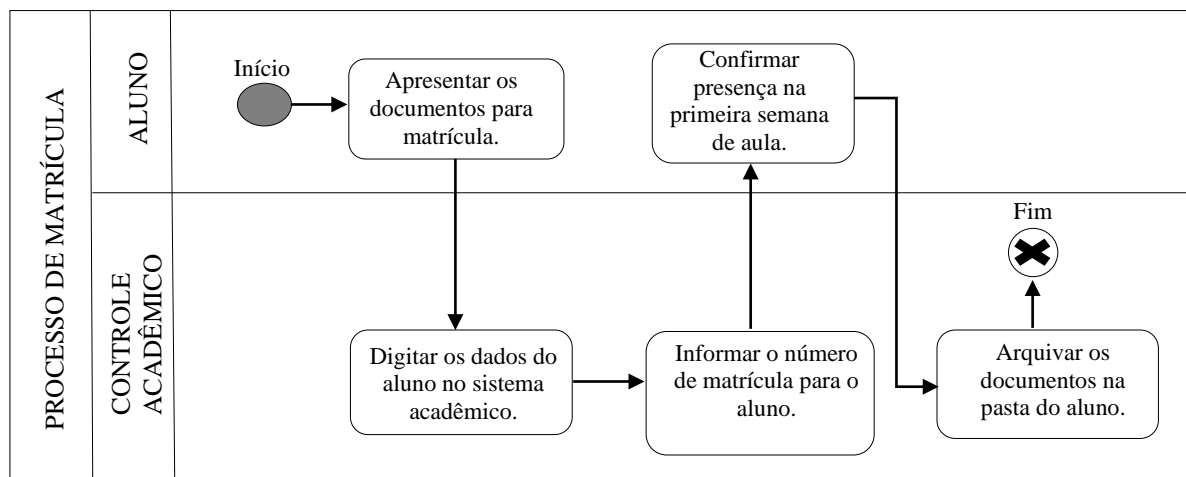 PROCESSO DE MATRÍCULA
ALUNO
Início
Apresentar os
documentos para
matrícula.
Confirmar
presença na
primeira semana
de aula.
CONTROLE
ACADÊMICO
Digitar os dados do
aluno no sistema
acadêmico.
Informar o número
de matrícula para o
aluno.
Fim
Arquivar os
documentos na
pasta do aluno.